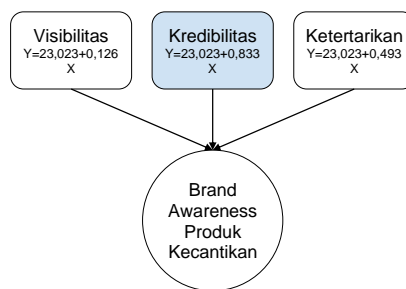 Visibilitas
Y=23,023+0,126
X
Kredibilitas
Y=23,023+0,833
X
Ketertarikan
Y=23,023+0,493
X
Brand
Awareness
Produk
Kecantikan